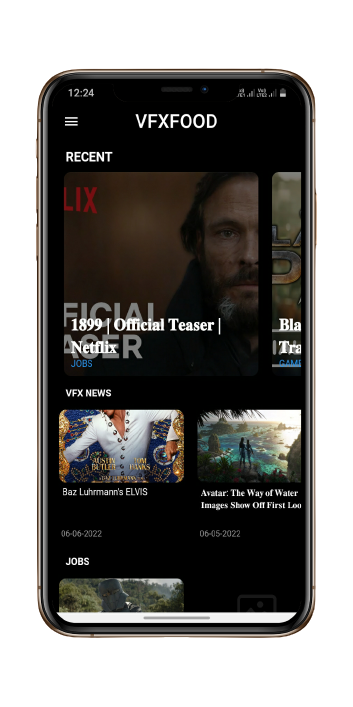 12:24
VFXFOOD
RECENT
LIX
FICIAL
1899 | Official Teaser |
Netflix
ASER
JOBS
Bla
Tra
GAME
VFX NEWS
AUSTIN
BUTLER
TOM
HANKS
Baz Luhrmann's ELVIS
06-06-2022
Avatar: The Way of Water
Images Show Off First Loo
06-05-2022
JOBS